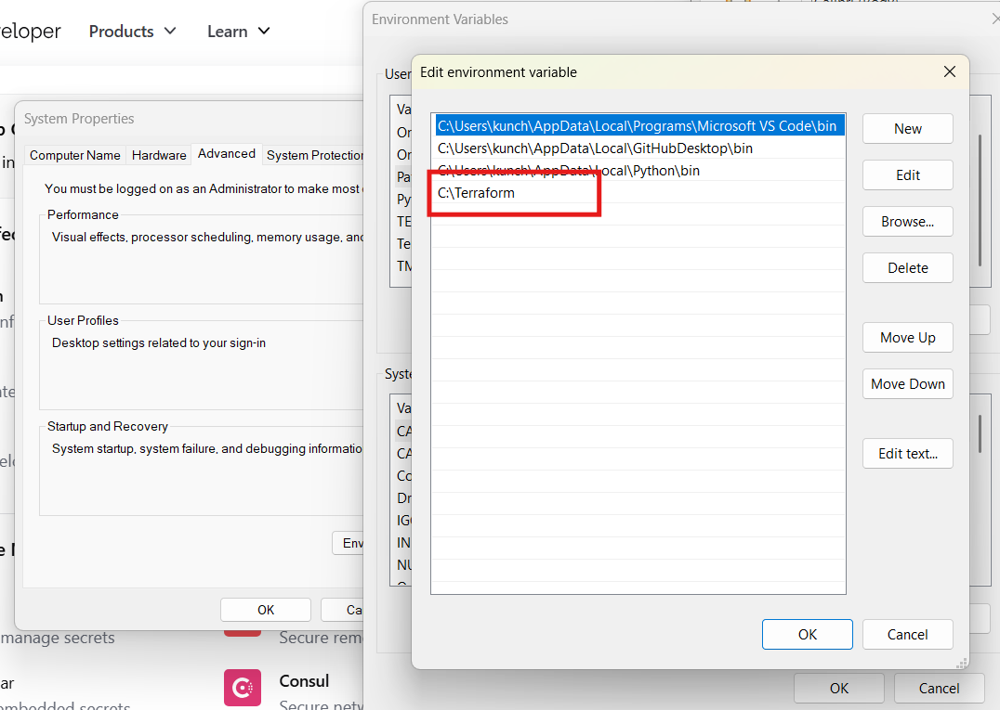 eloper
Products
Learn
Environment Variables
Edit environment variable
User
System Properties
Computer Name
Hardware
Advanced
System Protection
You must be logged on as an Administrator to make most
Performance
Visual effects, processor scheduling, memory usage, and
User Profiles
Desktop settings related to your sign-in
Startup and Recovery
System startup, system failure, and debugging informatio
Env
OK
Ca
C:\Users\kunch\AppData\Local\Programs\Microsoft VS Code\bin
C:\Users\kunch\AppData\Local\GitHubDesktop\bin
C:\Users\kunch\AppData\Local\Python\bin
C:\Terraform
New
Edit
Browse...
Delete
Move Up
Move Down
Edit text...
OK
Cancel
Va
On
On
Pa
Py
TE
Te
TM
Syste
Va
CA
CA
Co
Dr
IG
IN
NU
OK
Cancel
manage secrets
Secure rem
ar
embedded secrets
Consul
Secure netw